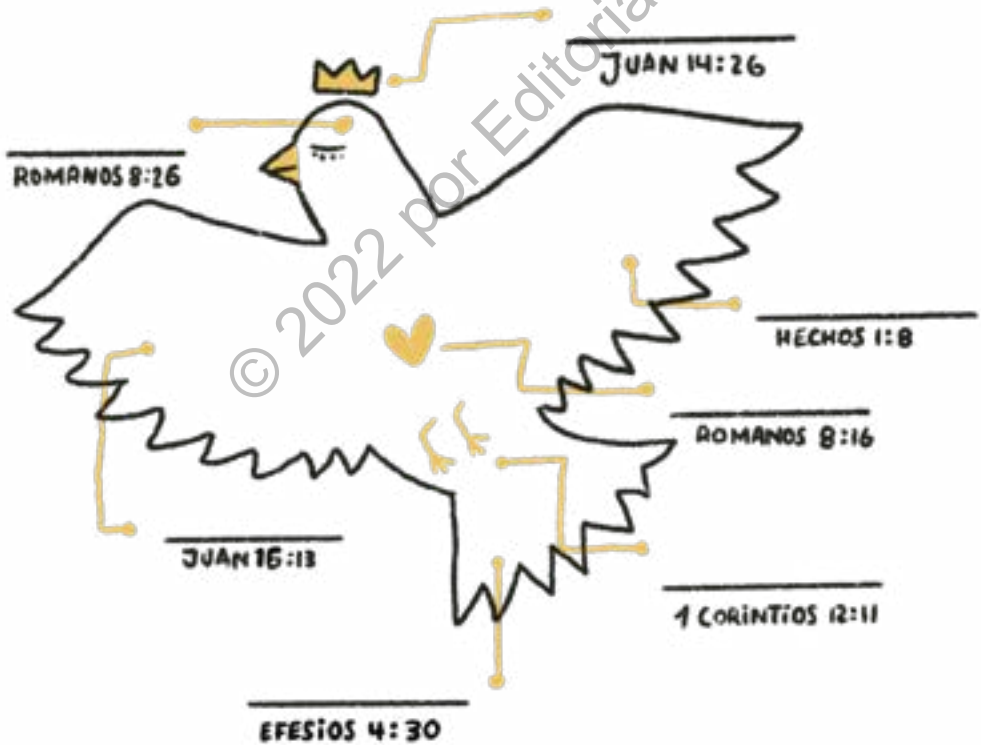 JUAN 14:26
ROMANOS 8:26
© 2022 por Editoria
HECHOS 1:8
ROMANOS 8:16
JUAN 16:13
1 CORINTIOS 12:11
EFESIOS 4:30